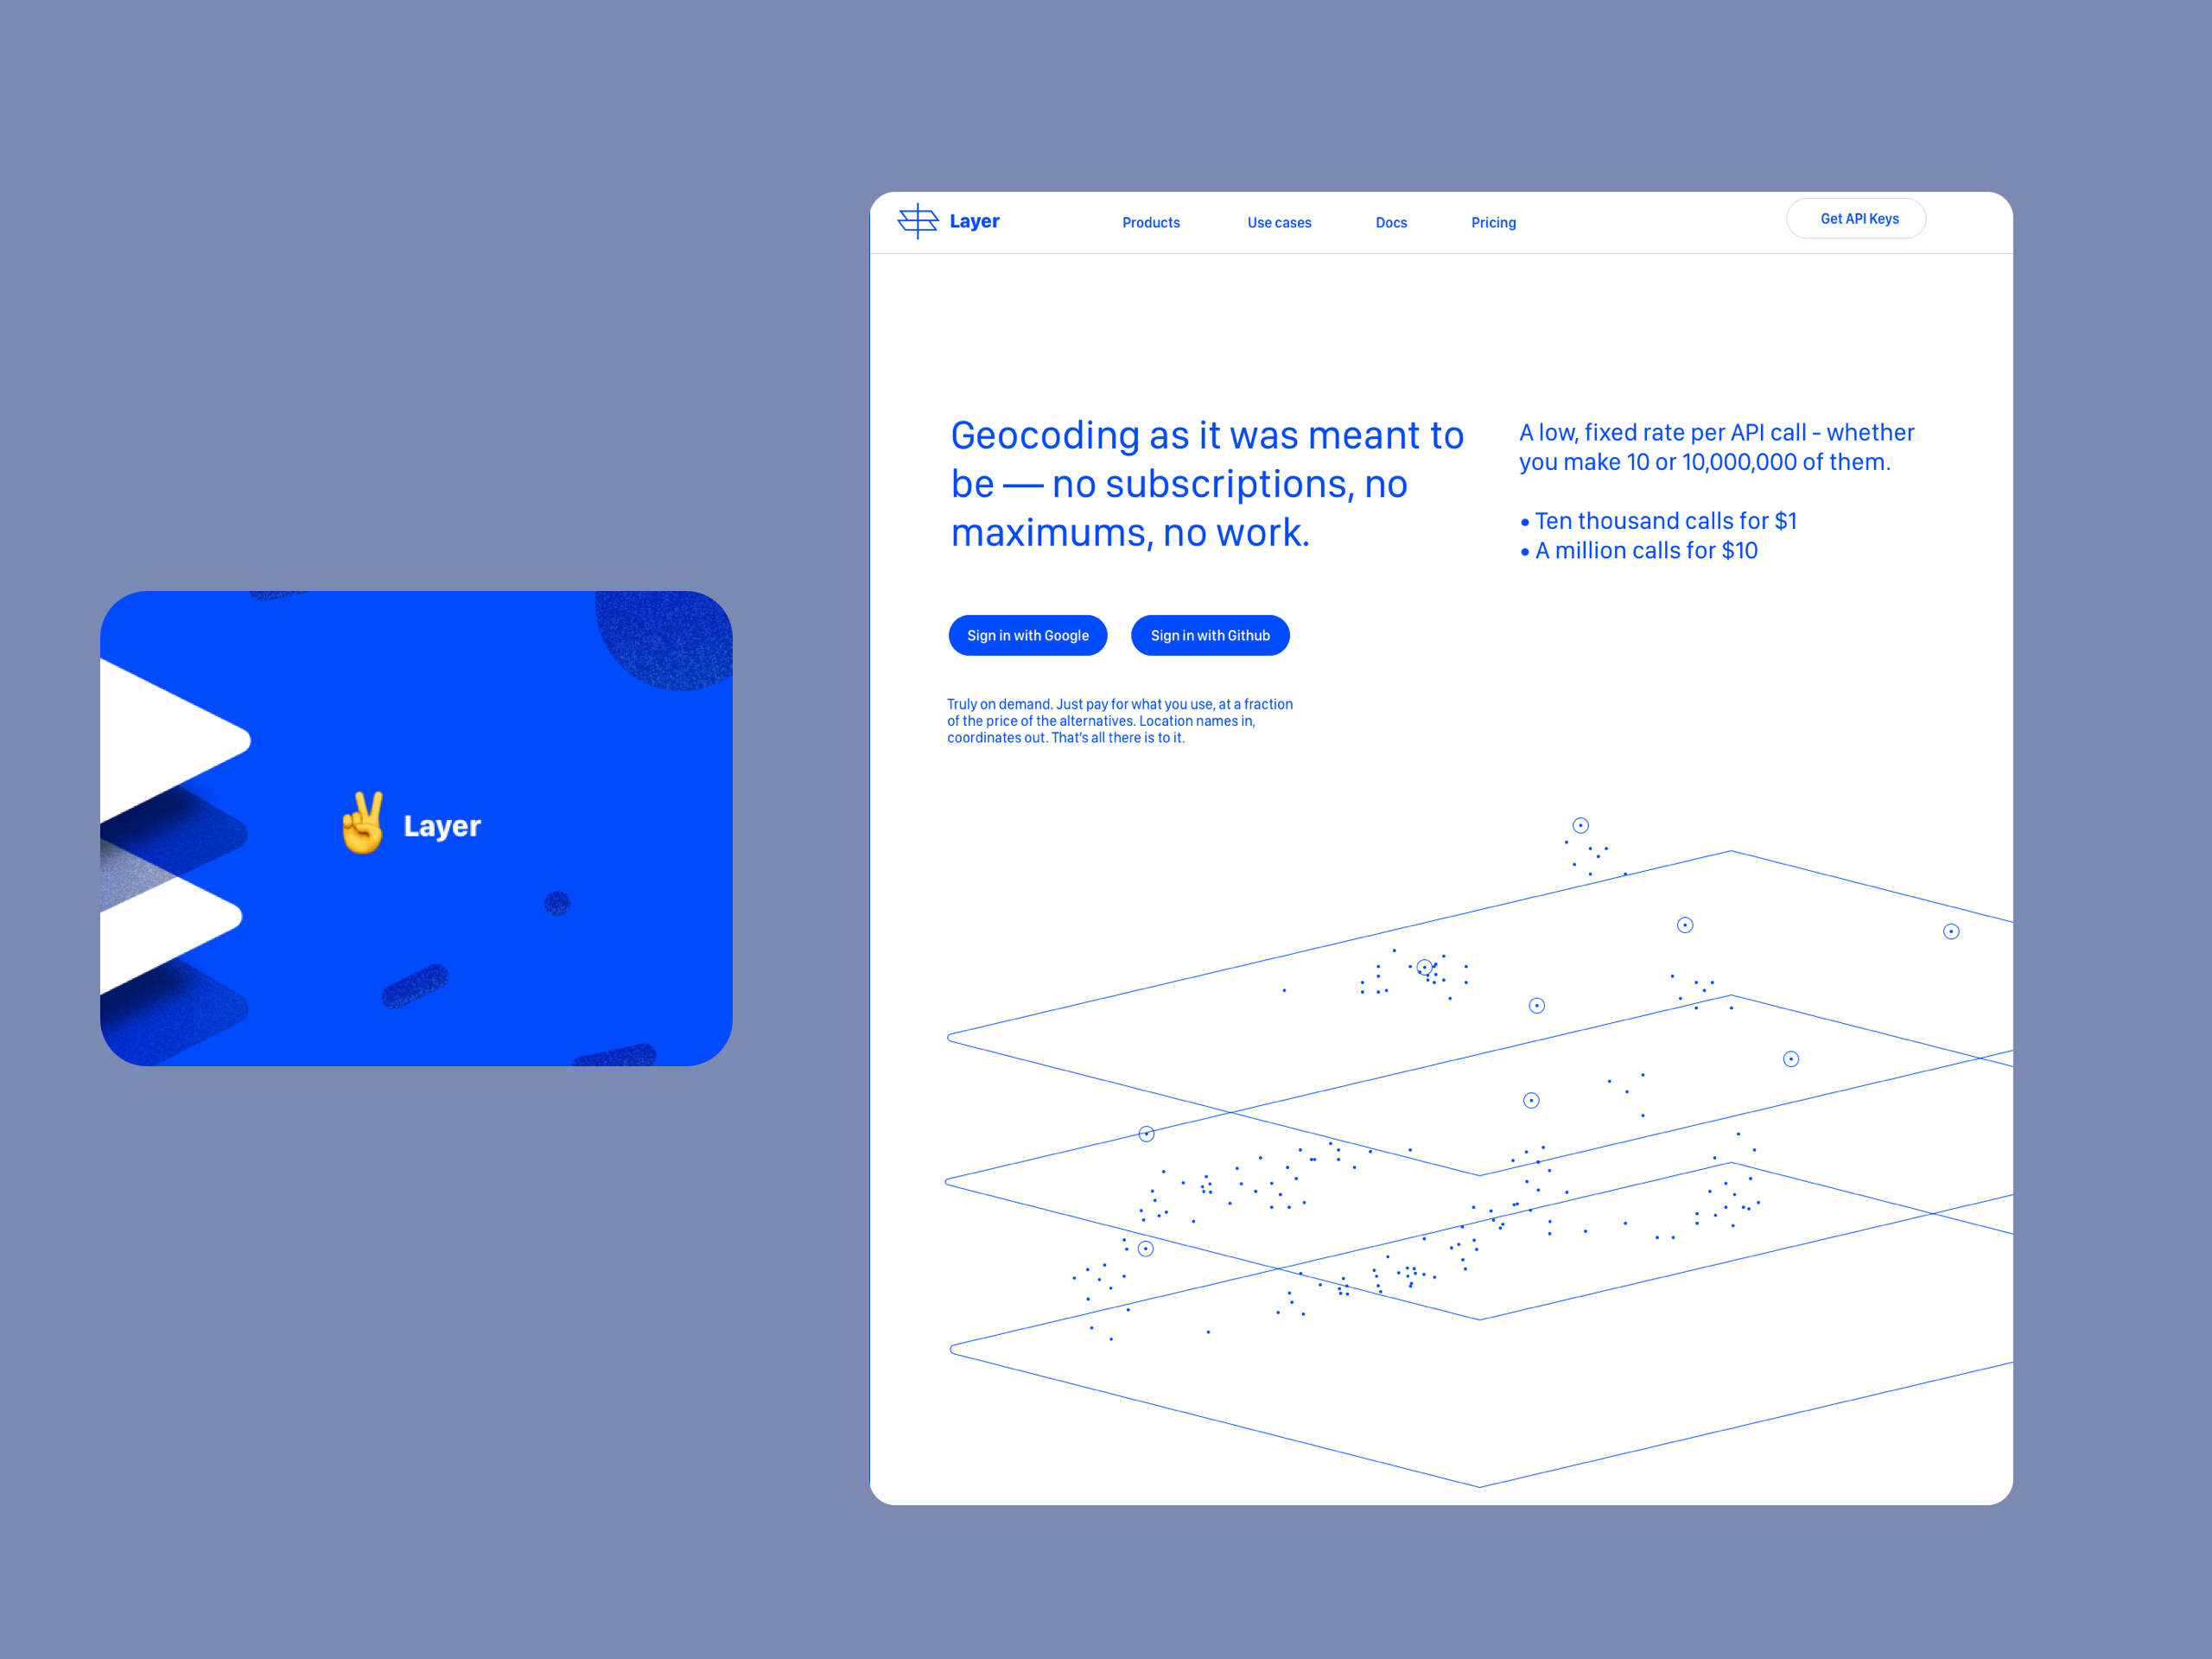 Layer
Layer
Products
Use cases
Docs
Pricing
Get API Keys
Geocoding as it was meant to
be — no subscriptions, no
maximums, no work.
A low, fixed rate per API call - whether
you make 10 or 10,000,000 of them.
• Ten thousand calls for $1
• A million calls for $10
Sign in with Google
Sign in with Github
Truly on demand. Just pay for what you use, at a fraction
of the price of the alternatives. Location names in,
coordinates out. That's all there is to it.